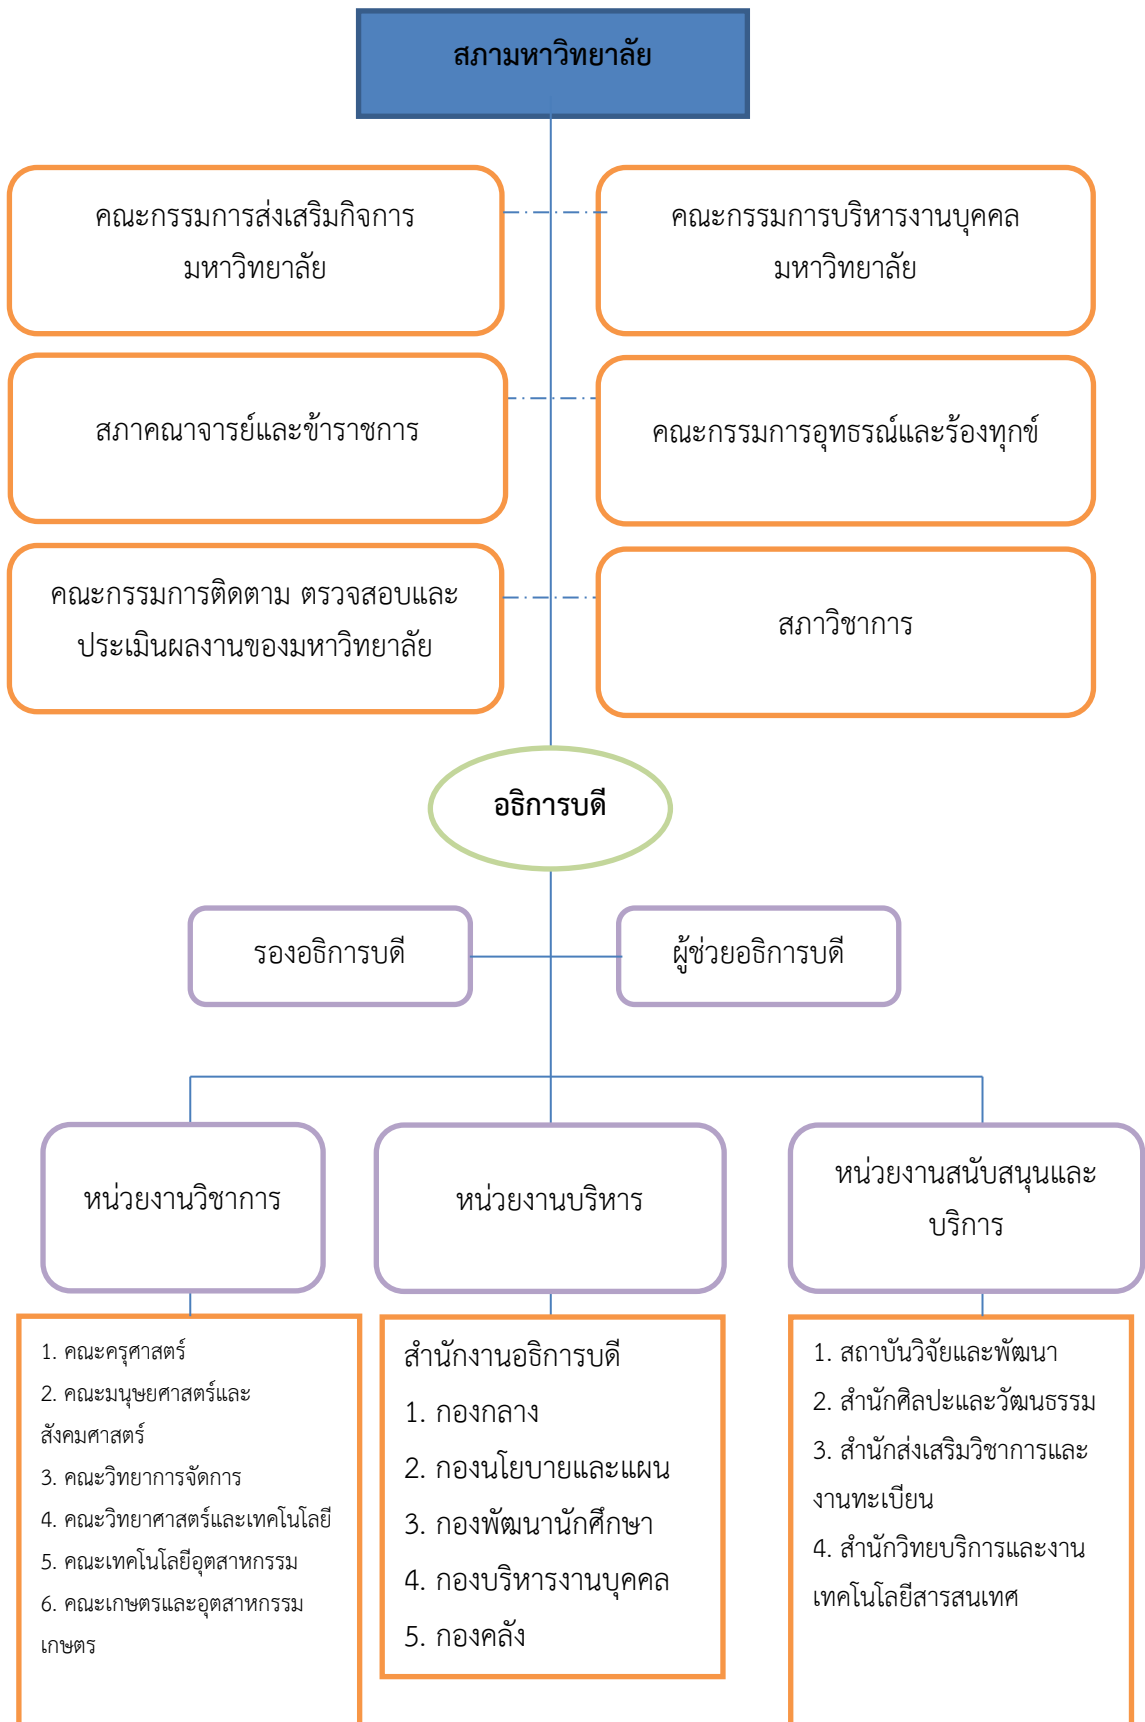 สภามหาวิทยาลัย
คณะกรรมการส่งเสริมกิจการ
มหาวิทยาลัย
คณะกรรมการบริหารงานบุคคล
มหาวิทยาลัย
สภาคณาจารย์และข้าราชการ
คณะกรรมการอุทธรณ์และร้องทุกข์
คณะกรรมการติดตาม ตรวจสอบและ
ประเมินผลงานของมหาวิทยาลัย
สภาวิชาการ
อธิการบดี
รองอธิการบดี
ผู้ช่วยอธิการบดี
หน่วยงานวิชาการ
หน่วยงานบริหาร
หน่วยงานสนับสนุนและ
บริการ
1. คณะครุศาสตร์
2. คณะมนุษยศาสตร์และ
สังคมศาสตร์
3. คณะวิทยาการจัดการ
4. คณะวิทยาศาสตร์และเทคโนโลยี
5. คณะเทคโนโลยีอุตสาหกรรม
6. คณะเกษตรและอุตสาหกรรม
เกษตร
สำนักงานอธิการบดี
1. กองกลาง
2. กองนโยบายและแผน
3. กองพัฒนานักศึกษา
4. กองบริหารงานบุคคล
5. กองคลัง
1. สถาบันวิจัยและพัฒนา
2. สำนักศิลปะและวัฒนธรรม
3. สำนักส่งเสริมวิชาการและ
งานทะเบียน
4. สำนักวิทยบริการและงาน
เทคโนโลยีสารสนเทศ